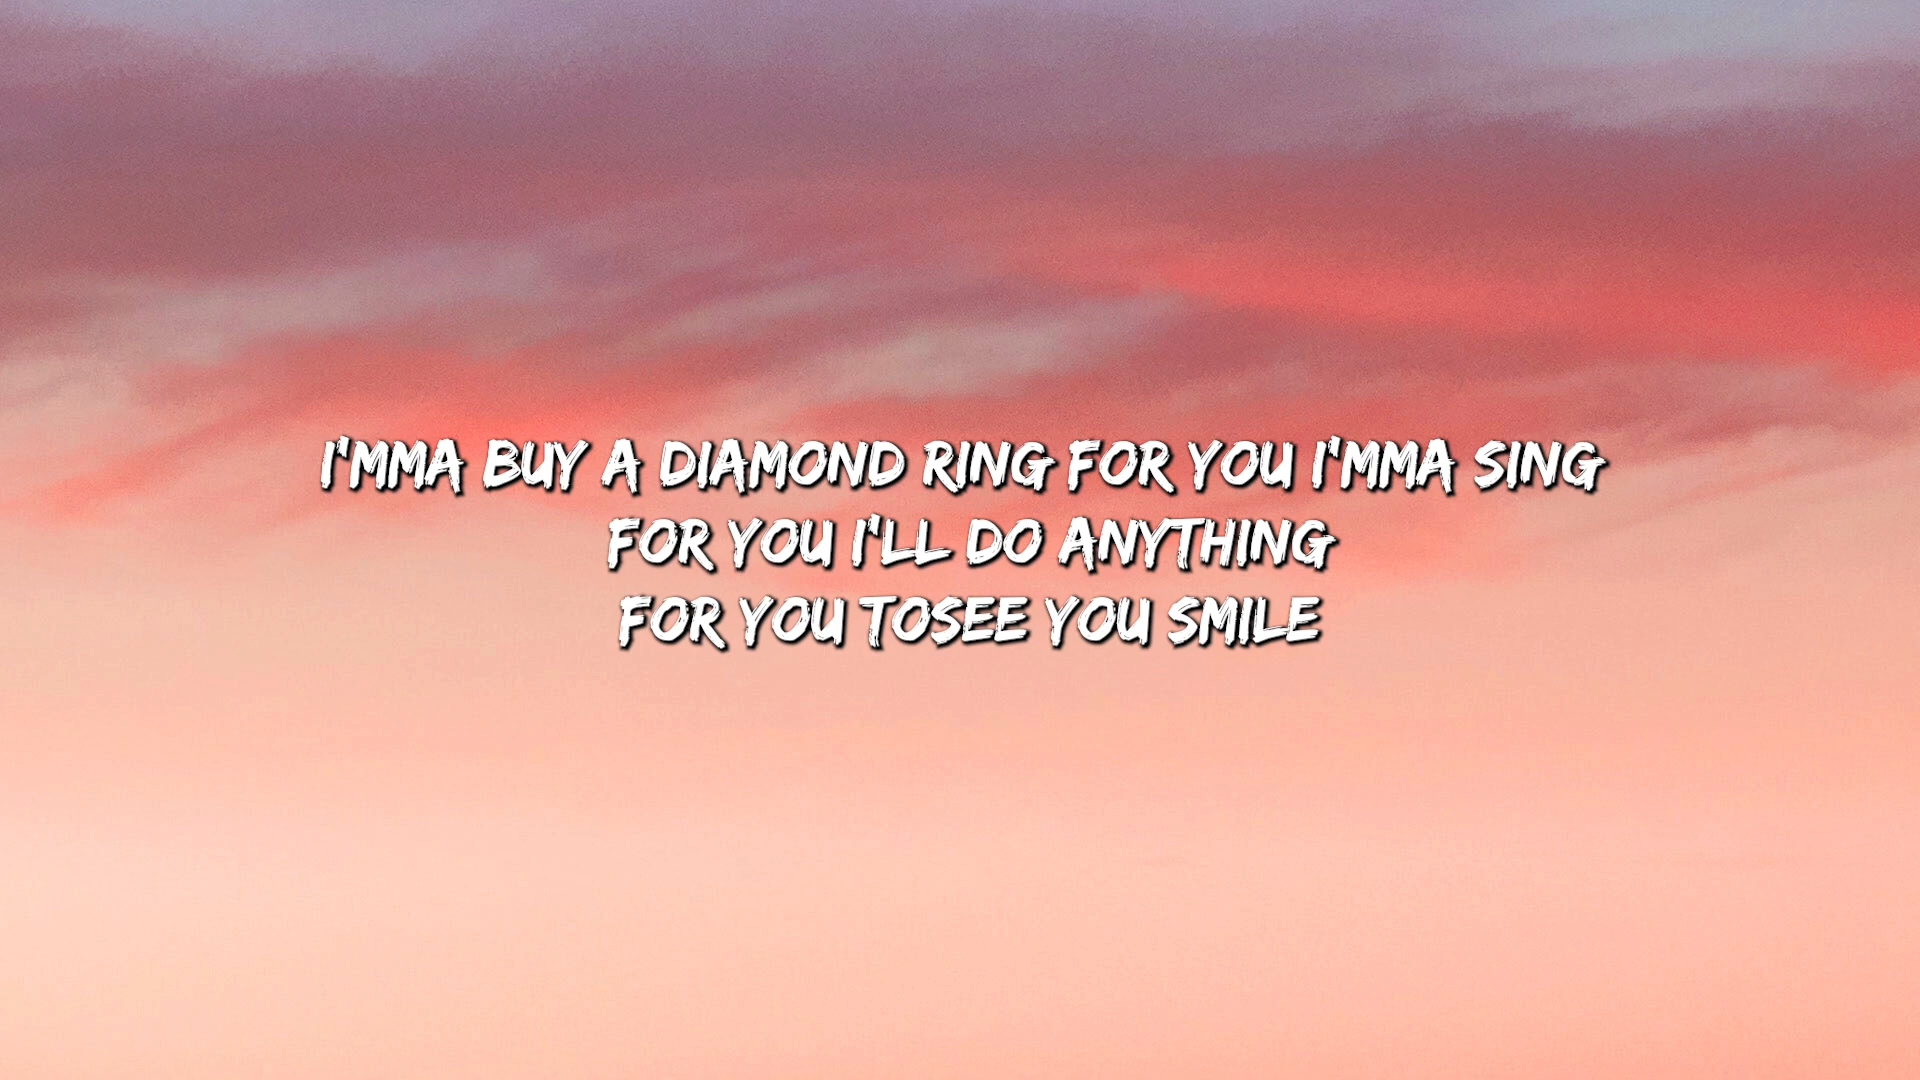 I'MMA BUY A DIAMOND RING FOR YOU I'MMA SING
FOR YOU I'LL DO ANYTHING
FOR YOU TOSEE YOU SMILE